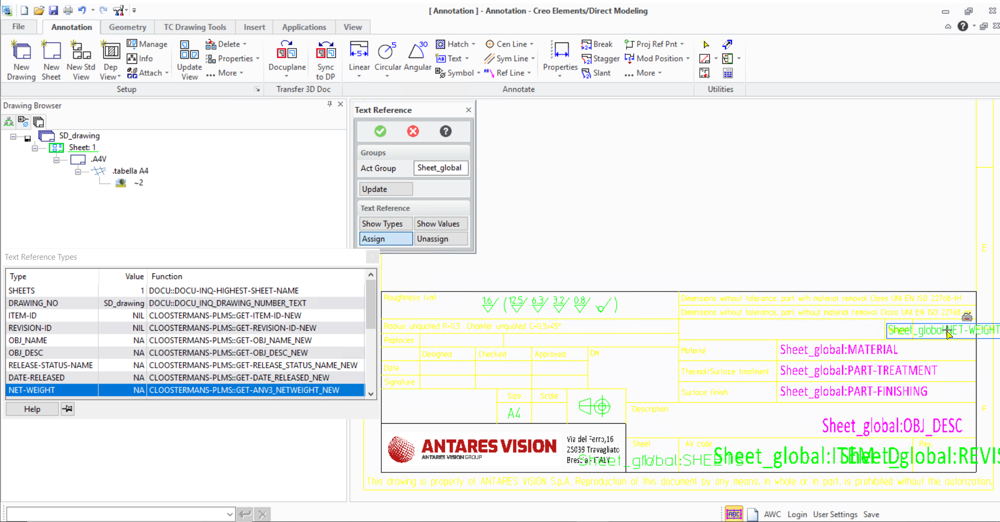 [ Annotation ] - Annotation - Creo Elements/Direct Modeling
File Annotation Geometry TC Drawing Tools Insert Applications View
New Drawing
New Sheet
New Std View
Dep View
Manage
Info
Attach
Update View
Delete
Properties
... More
Docuplane
Sync to DP
Linear
Circular
Angular
Hatch
Text
Symbol
Cen Line
Sym Line
Ref Line
Properties
Break
Stagger
Slant
Proj Ref Pnt
Mod Position
... More
Setup
Transfer 3D Doc
Annotate
Utilities
Drawing Browser
SD_drawing
Sheet: 1
.A4V
.tabella A4
~2
Text Reference
Groups
Act Group Sheet_global
Update
Text Reference
Show Types Show Values
Assign Unassign
Text Reference Types
Type Value Function
SHEETS 1 DOCU::DOCU-INQ-HIGHEST-SHEET-NAME
DRAWING_NO SD_drawing DOCU::DOCU_INQ_DRAWING_NUMBER_TEXT
ITEM-ID NIL CLOOSTERMANS-PLMS::GET-ITEM-ID-NEW
REVISION-ID NIL CLOOSTERMANS-PLMS::GET-REVISION-ID-NEW
OBJ_NAME NA CLOOSTERMANS-PLMS::GET-OBJ_NAME_NEW
OBJ_DESC NA CLOOSTERMANS-PLMS::GET-OBJ_DESC_NEW
RELEASE-STATUS-NAME NA CLOOSTERMANS-PLMS::GET-RELEASE_STATUS_NAME_NEW
DATE-RELEASED NA CLOOSTERMANS-PLMS::GET-DATE_RELEASED_NEW
NET-WEIGHT NA CLOOSTERMANS-PLMS::GET-ANV3_NETWEIGHT_NEW
Help
E
F
Roughness
1.6 ( 12.5 6.3 3.2 0.8 )
Dimensions without tolerance, part with material removal Class UNI EN ISO 22768-1H
Dimensions without tolerance, part without material removal Class UNI EN ISO 22768
Radius unquoted R=0.3 Chamfer unquoted C=0.3x45°
Sheet_global:NET-WEIGHT
Replaces
Designed Checked Approved DM
Date
Signature
Material Sheet_global:MATERIAL
Thermal/Surface treatment Sheet_global:PART-TREATMENT
Surface finish Sheet_global:PART-FINISHING
Size Scale
A4
Description
Sheet_global:OBJ_DESC
ANTARES VISION
ANTARES VISION GROUP
Via del Ferro,16
25039 Travagliato
Brescia - ITALY
Sheet AV code Rev.
Sheet_global:SHEETS
Sheet_global:ITEM
Sheet_global:REVIS
This drawing is property of ANTARES VISION S.p.A. Reproduction of this document by any means, in whole or in part, is prohibited without the autorization.
ABC
AWC Login User Settings Save